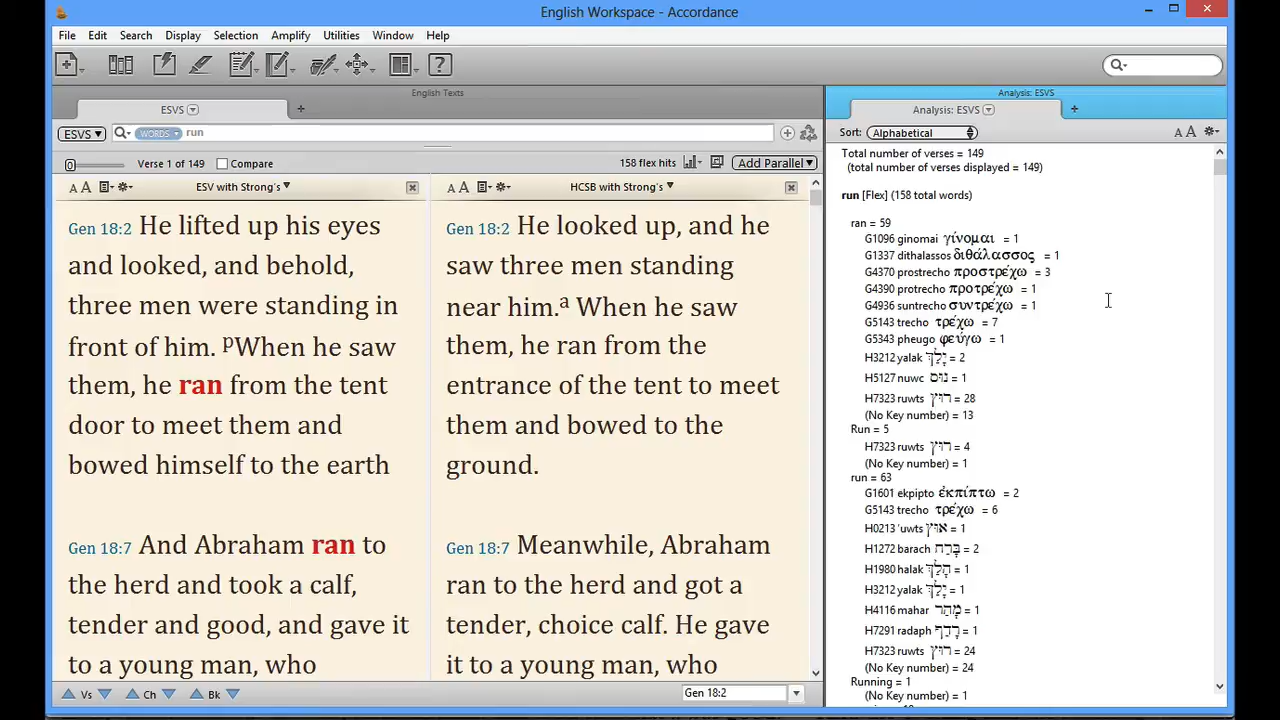 English Workspace - Accordance
File Edit Search Display Selection Amplify Utilities Window Help
English Texts
ESVS
ESVS WORDS run
Verse 1 of 149 Compare 158 flex hits Add Parallel
ESV with Strong's
Gen 18:2 He lifted up his eyes
and looked, and behold,
three men were standing in
front of him. pWhen he saw
them, he ran from the tent
door to meet them and
bowed himself to the earth
Gen 18:7 And Abraham ran to
the herd and took a calf,
tender and good, and gave it
to a young man, who
HCSB with Strong's
Gen 18:2 He looked up, and he
saw three men standing
near him.a When he saw
them, he ran from the
entrance of the tent to meet
them and bowed to the
ground.
Gen 18:7 Meanwhile, Abraham
ran to the herd and got a
tender, choice calf. He gave
it to a young man, who
Vs Ch Bk Gen 18:2
Analysis: ESVS
Analysis: ESVS
Sort: Alphabetical A A
Total number of verses = 149
(total number of verses displayed = 149)
run [Flex] (158 total words)
ran = 59
G1096 ginomai γίνομαι = 1
G1337 dithalassos διθάλασσος = 1
G4370 prostrecho προστρέχω = 3
G4390 protrecho προτρέχω = 1
G4936 suntrecho συντρέχω = 1
G5143 trecho τρέχω = 7
G5343 pheugo φεύγω = 1
H3212 yalak יָלַךְ = 2
H5127 nuwc נוּס = 1
H7323 ruwts רוּץ = 28
(No Key number) = 13
Run = 5
H7323 ruwts רוּץ = 4
(No Key number) = 1
run = 63
G1601 ekpipto ἐκπίπτω = 2
G5143 trecho τρέχω = 6
H0213 'uwts אוּץ = 1
H1272 barach בָּרַח = 2
H1980 halak הָלַךְ = 1
H3212 yalak יָלַךְ = 1
H4116 mahar מָהַר = 1
H7291 radaph רָדַף = 1
H7323 ruwts רוּץ = 24
(No Key number) = 24
Running = 1
(No Key number) = 1